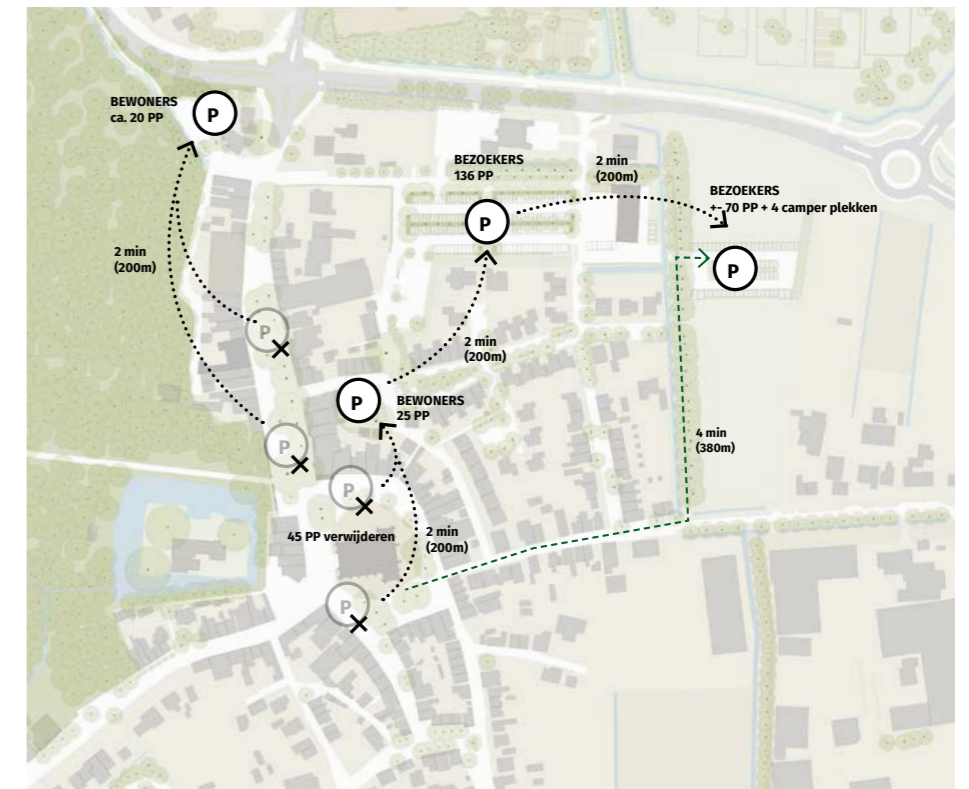 BEWONERS
ca. 20 PP
P
BEZOEKERS
136 PP
2 min
(200m)
BEZOEKERS
+- 70 PP + 4 camper plekken
P
P
2 min
(200m)
P
2 min
(200m)
P
BEWONERS
25 PP
P
4 min
(380m)
P
45 PP verwijderen
2 min
(200m)
P